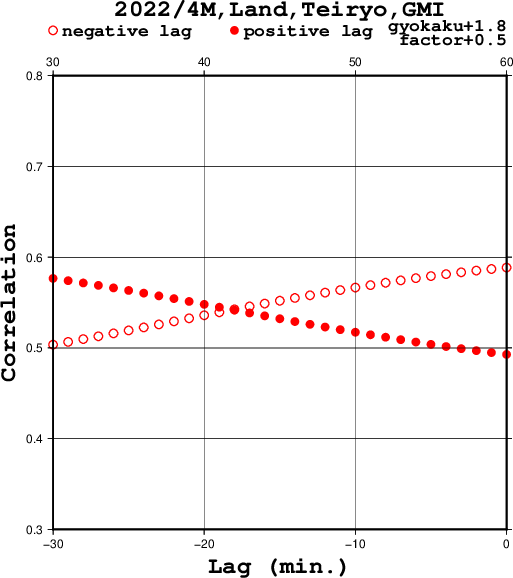 2022/4M,Land,Teiryo,GMI
negative lag positive lag gyokaku+1.8
factor+0.5
30 40 50 60
0.8
0.7
0.6
0.5
0.4
0.3
Correlation
−30 −20 −10 0
Lag (min.)